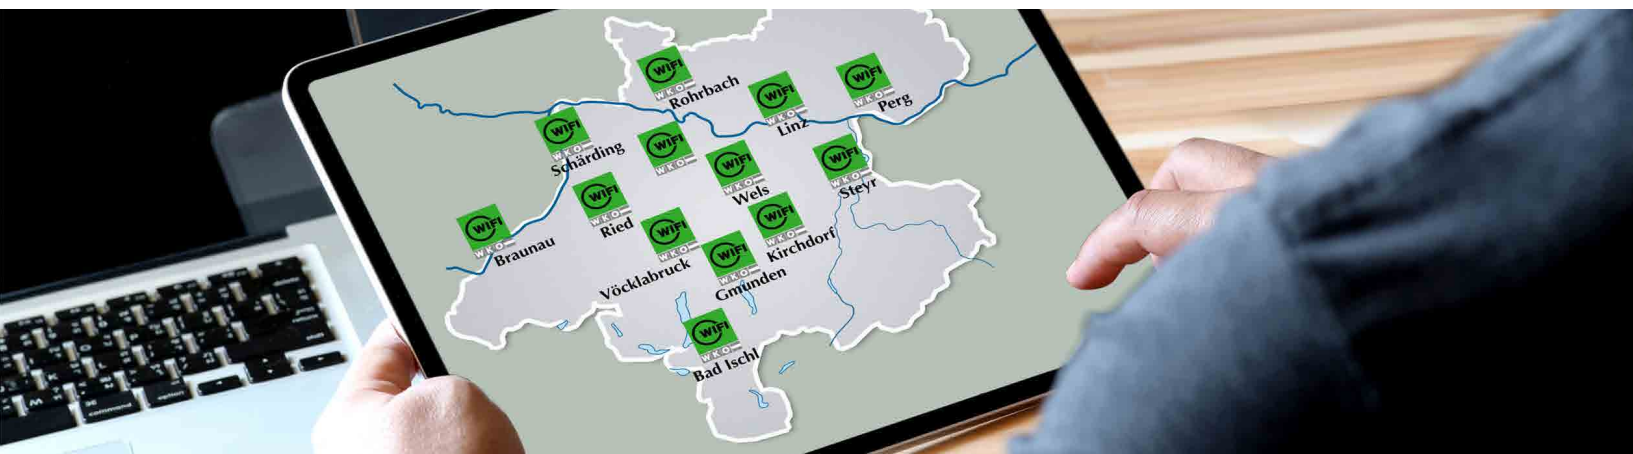 WIFI
WKO
Rohrbach
WIFI
WKO
Linz
WIFI
WKO
Perg
WIFI
WKO
Schärding
WIFI
WKO
WIFI
WKO
Wels
WIFI
WKO
Steyr
WIFI
WKO
Ried
WIFI
WKO
Kirchdorf
WIFI
WKO
Braunau
WIFI
WKO
Vöcklabruck
WIFI
WKO
Gmunden
WIFI
WKO
Bad Ischl
command
option